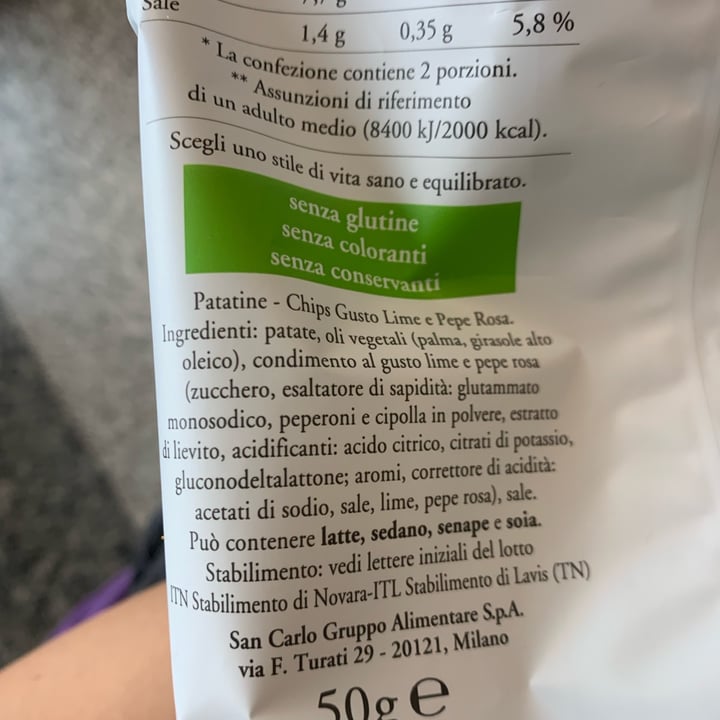 Sale
1,4 g 0,35 g 5,8 %
* La confezione contiene 2 porzioni.
** Assunzioni di riferimento
di un adulto medio (8400 kJ/2000 kcal).
Scegli uno stile di vita sano e equilibrato.
senza glutine
senza coloranti
senza conservanti
Patatine - Chips Gusto Lime e Pepe Rosa.
Ingredienti: patate, oli vegetali (palma, girasole alto
oleico), condimento al gusto lime e pepe rosa
(zucchero, esaltatore di sapidità: glutammato
monosodico, peperoni e cipolla in polvere, estratto
di lievito, acidificanti: acido citrico, citrati di potassio,
gluconodeltalattone; aromi, correttore di acidità:
acetati di sodio, sale, lime, pepe rosa), sale.
Può contenere latte, sedano, senape e soia.
Stabilimento: vedi lettere iniziali del lotto
ITN Stabilimento di Novara-ITL Stabilimento di Lavis (TN)
San Carlo Gruppo Alimentare S.p.A.
via F. Turati 29 - 20121, Milano
50g e